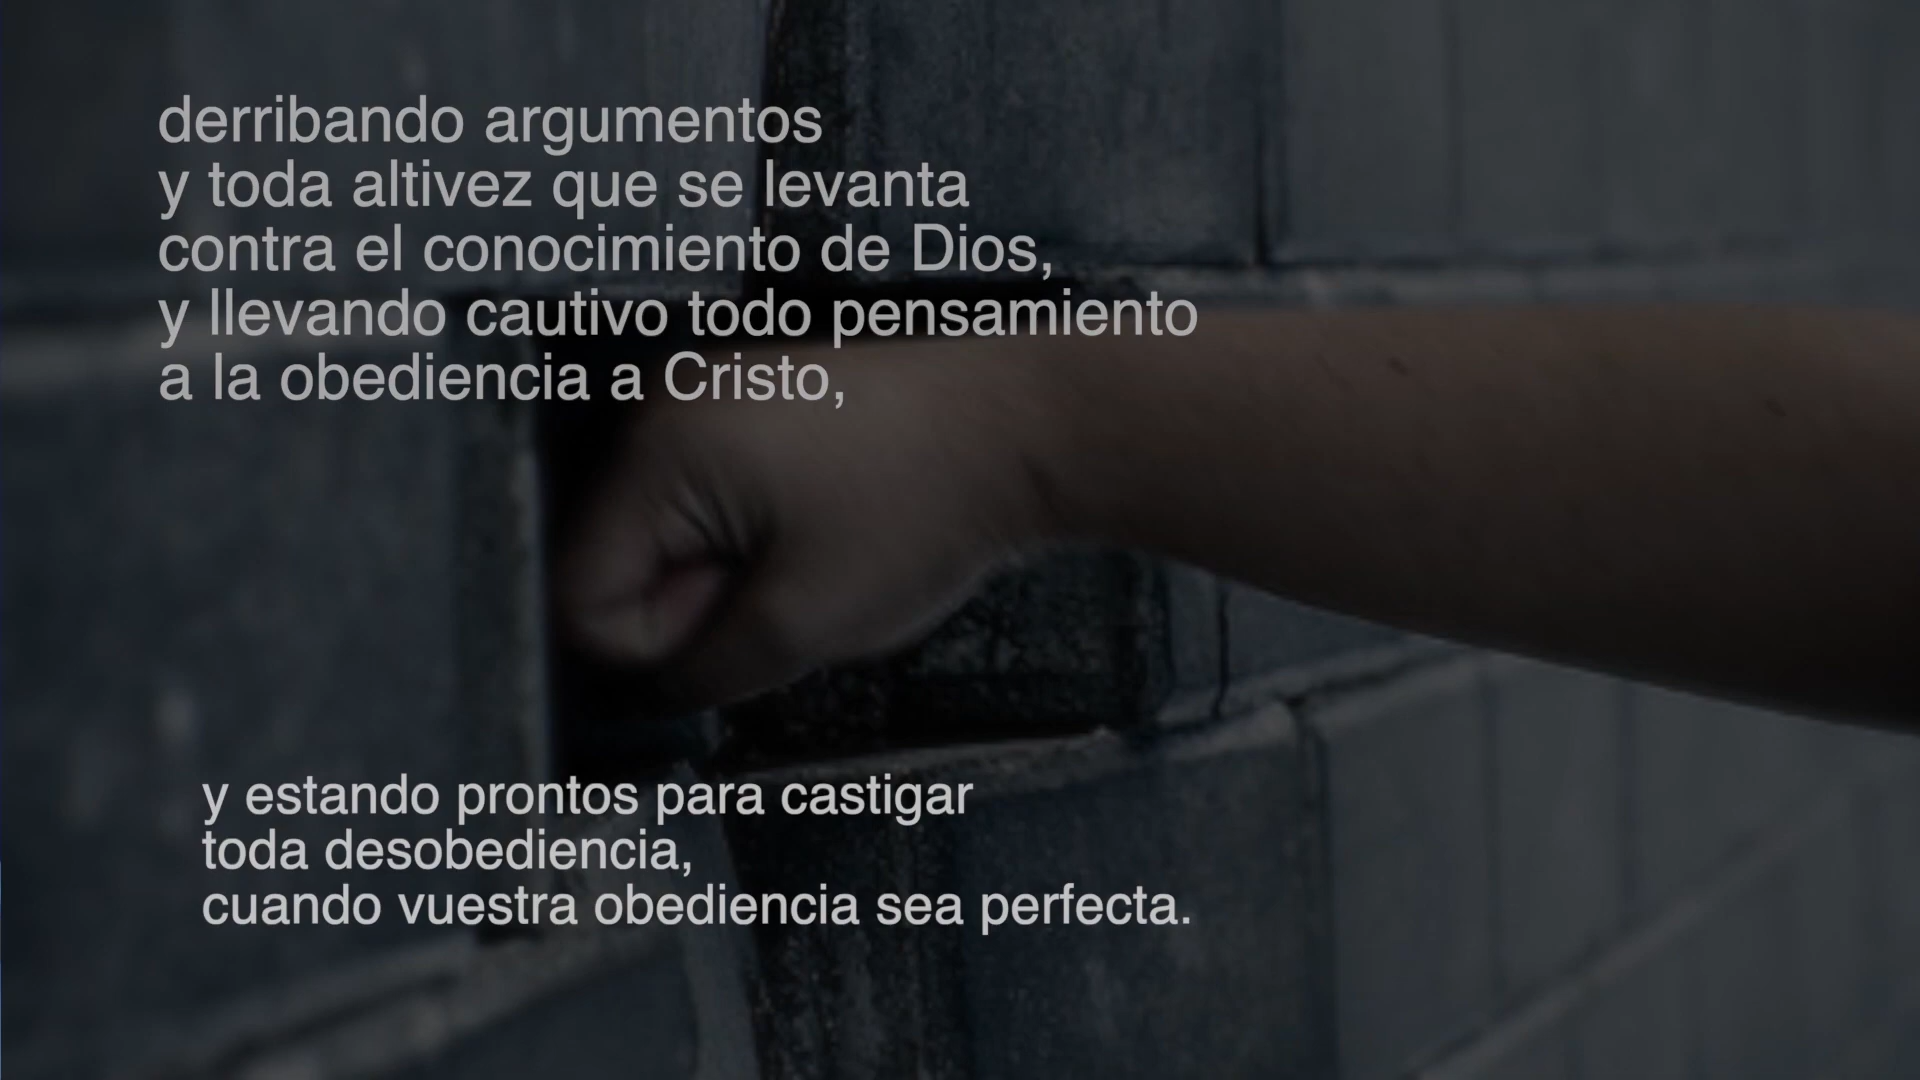 derribando argumentos
y toda altivez que se levanta
contra el conocimiento de Dios,
y llevando cautivo todo pensamiento
a la obediencia a Cristo,
y estando prontos para castigar
toda desobediencia,
cuando vuestra obediencia sea perfecta.